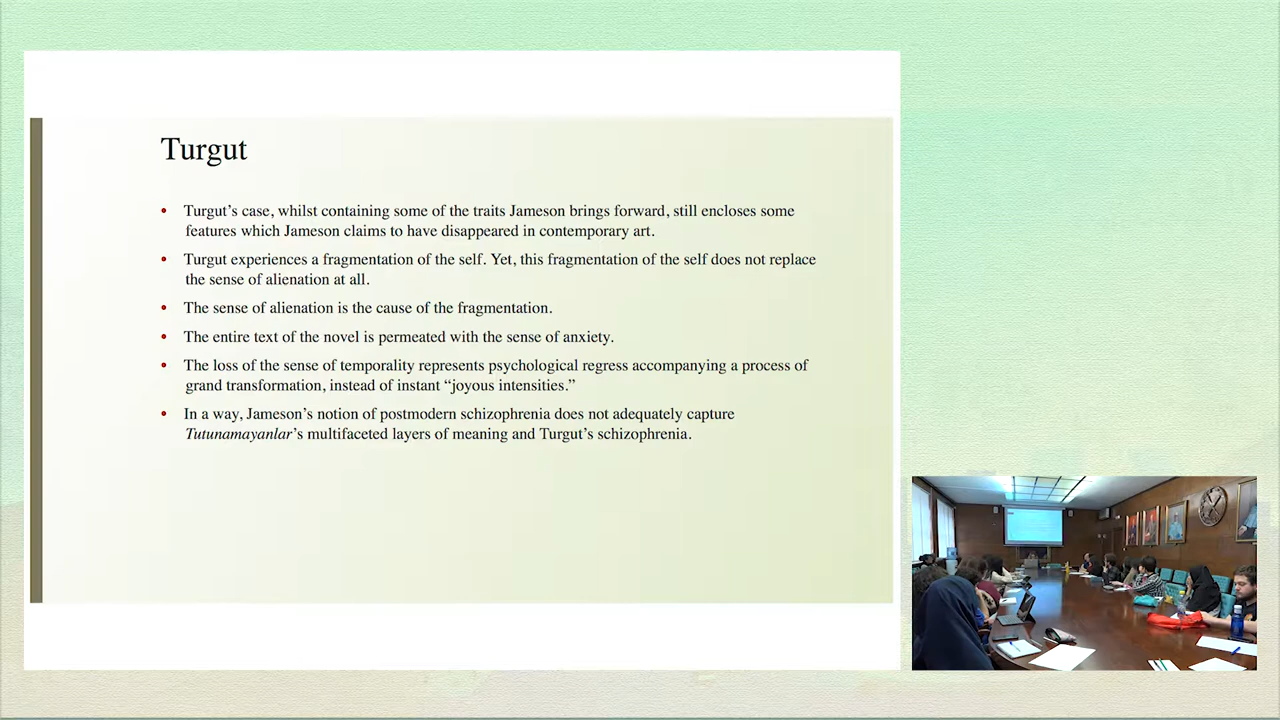 Turgut
• Turgut’s case, whilst containing some of the traits Jameson brings forward, still encloses some
features which Jameson claims to have disappeared in contemporary art.
• Turgut experiences a fragmentation of the self. Yet, this fragmentation of the self does not replace
the sense of alienation at all.
• The sense of alienation is the cause of the fragmentation.
• The entire text of the novel is permeated with the sense of anxiety.
• The loss of the sense of temporality represents psychological regress accompanying a process of
grand transformation, instead of instant “joyous intensities.”
• In a way, Jameson’s notion of postmodern schizophrenia does not adequately capture
Tutunamayanlar’s multifaceted layers of meaning and Turgut’s schizophrenia.